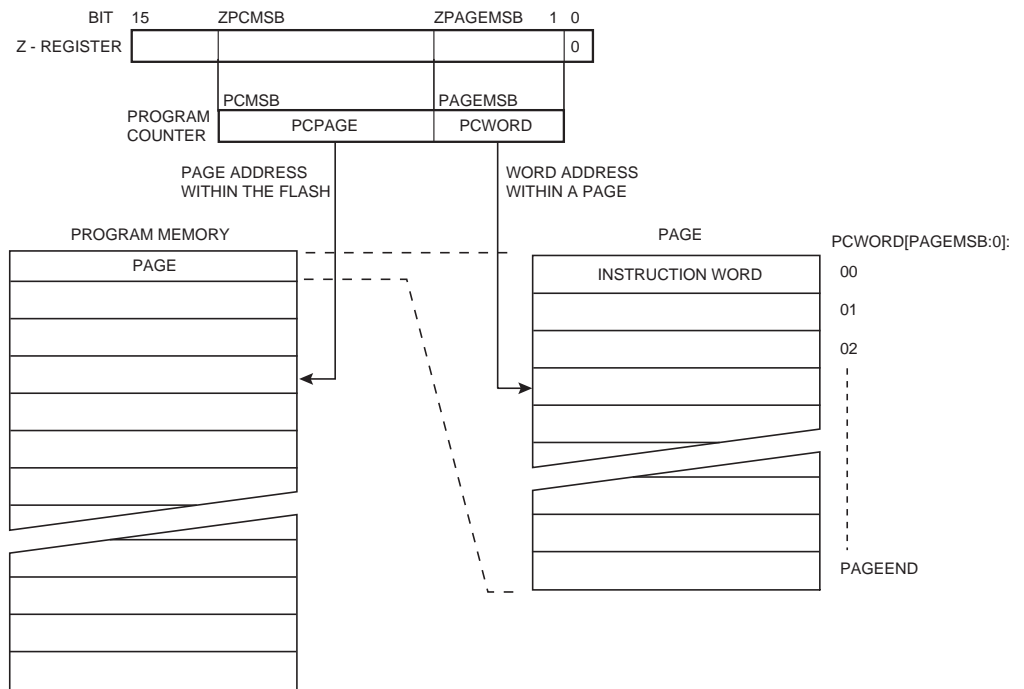 BIT 15 ZPCMSB ZPAGEMSB 1 0
Z - REGISTER 0
PCMSB PAGEMSB
PROGRAM
COUNTER
PCPAGE PCWORD
PAGE ADDRESS
WITHIN THE FLASH
WORD ADDRESS
WITHIN A PAGE
PROGRAM MEMORY
PAGE
PAGE
PCWORD[PAGEMSB:0]:
INSTRUCTION WORD
00
01
02
PAGEEND